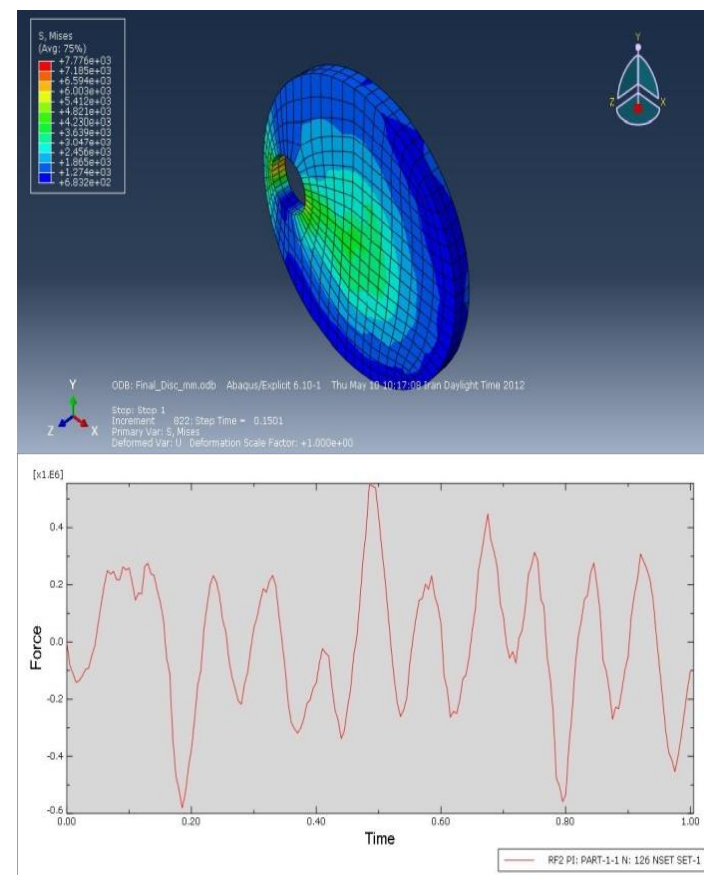 S, Mises
(Avg: 75%)
+7.776e+03
+7.185e+03
+6.594e+03
+6.003e+03
+5.412e+03
+4.821e+03
+4.230e+03
+3.639e+03
+3.047e+03
+2.456e+03
+1.865e+03
+1.274e+03
+6.832e+02
Y
Z X
Y
Z X
ODB: Final_Disc_mm.odb Abaqus/Explicit 6.10-1 Thu May 10 10:17:08 Iran Daylight Time 2012
Step: Step 1
Increment 822: Step Time = 0.1501
Primary Var: S, Mises
Deformed Var: U Deformation Scale Factor: +1.000e+00
[x1.E6]
0.4
0.2
0.0
-0.2
-0.4
-0.6
Force
0.00 0.20 0.40 0.60 0.80 1.00
Time
RF2 PI: PART-1-1 N: 126 NSET SET-1